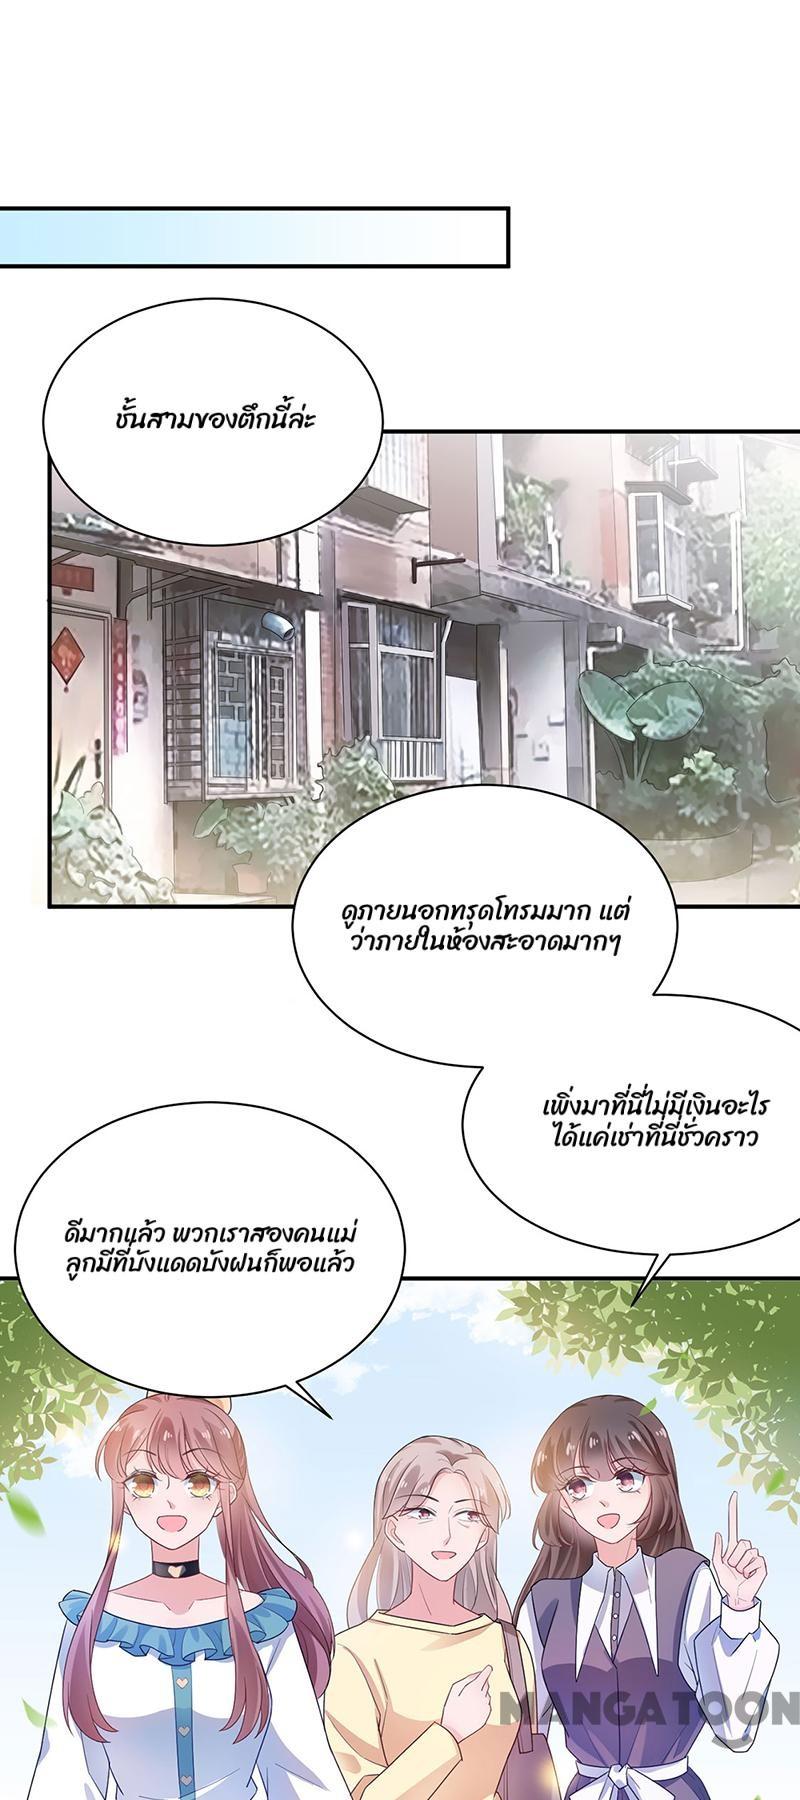 ชั้นสามของตึกนี้ล่ะ
ดูภายนอกทรุดโทรมมาก แต่
ว่าภายในห้องสะอาดมากๆ
เพิ่งมาที่นี่ไม่มีเงินอะไร
ได้แค่เช่าที่นี่ชั่วคราว
ดีมากแล้ว พวกเราสองคนแม่
ลูกมีที่บังแดดบังฝนก็พอแล้ว
MANGATOON